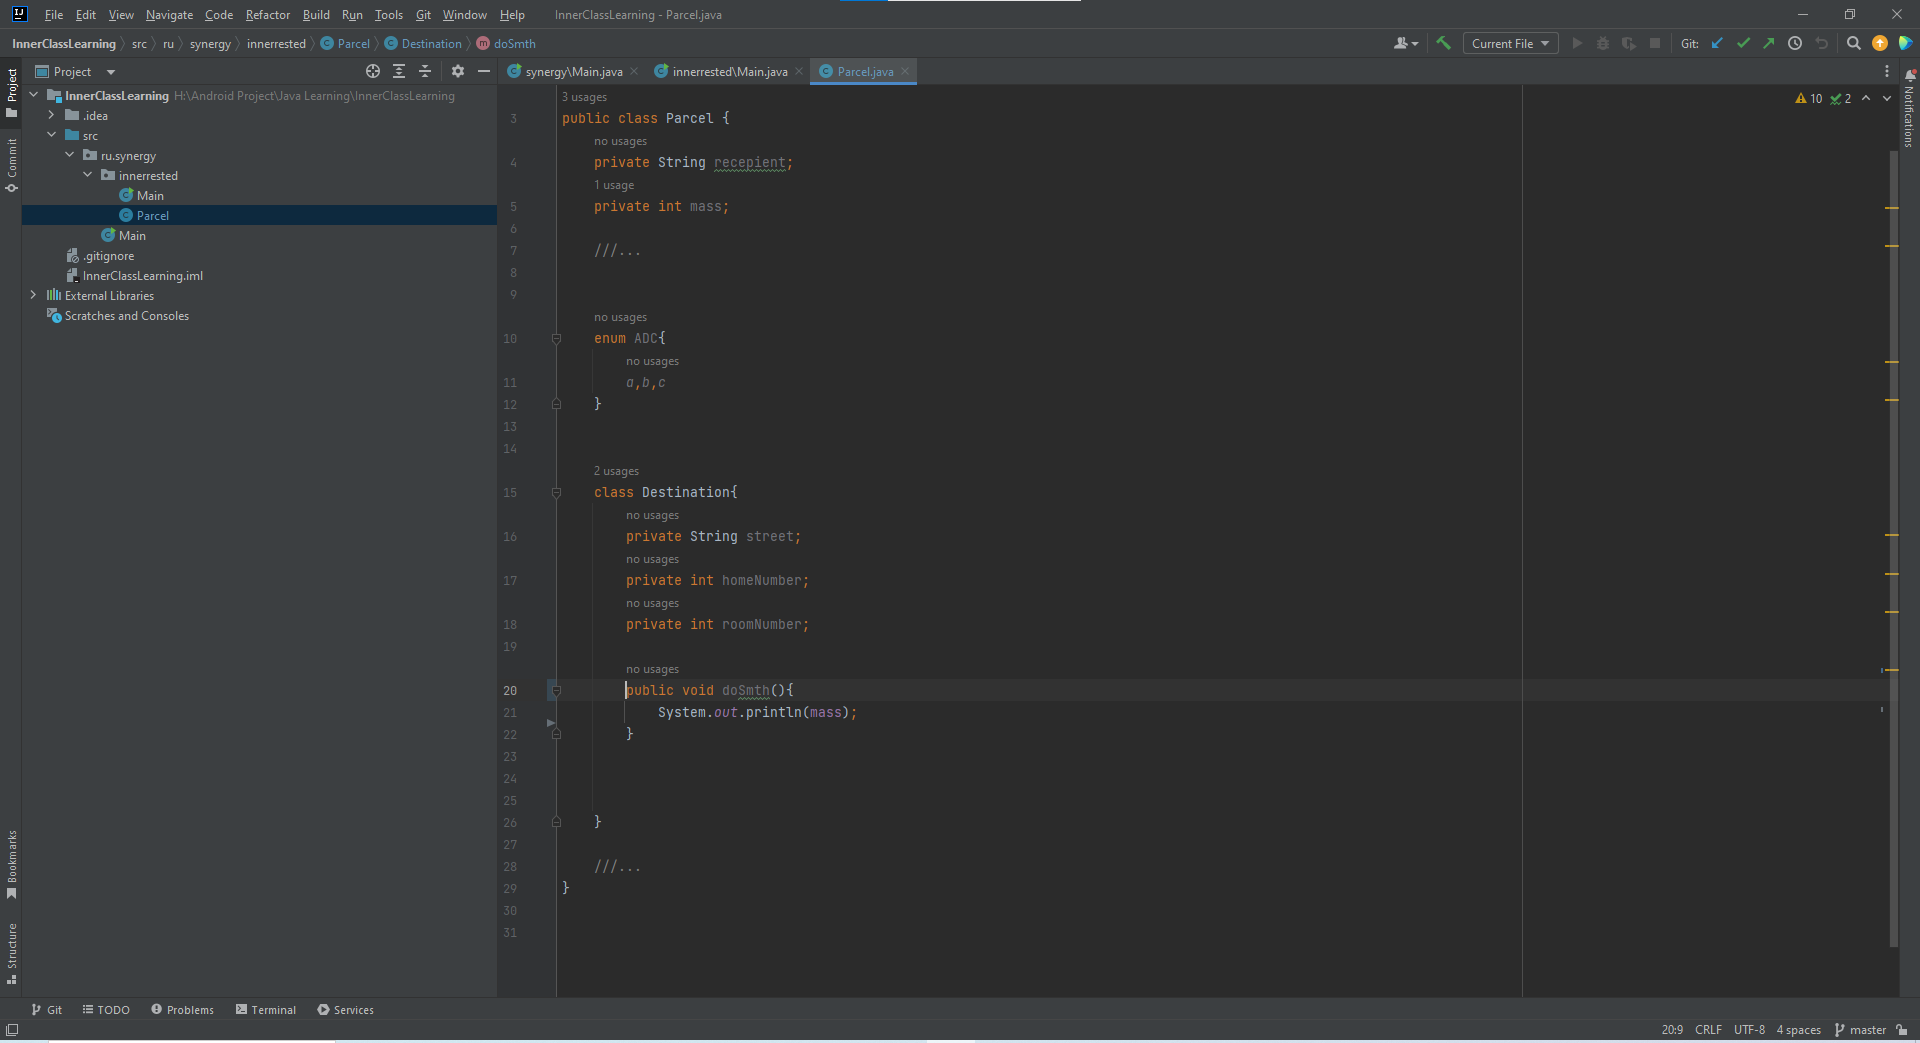 File Edit View Navigate Code Refactor Build Run Tools Git Window Help InnerClassLearning - Parcel.java
InnerClassLearning src ru synergy innerrested Parcel Destination doSmth Current File Git:
Project
synergy\Main.java innerrested\Main.java Parcel.java
InnerClassLearning H:\Android Project\Java Learning\InnerClassLearning
.idea
src
ru.synergy
innerrested
Main
Parcel
Main
.gitignore
InnerClassLearning.iml
External Libraries
Scratches and Consoles
Project
Commit
Bookmarks
Structure
Notifications
10 2
3 usages
3 public class Parcel {
no usages
4 private String recepient;
1 usage
5 private int mass;
6
7 ///...
8
9
no usages
10 enum ADC{
no usages
11 a,b,c
12 }
13
14
2 usages
15 class Destination{
no usages
16 private String street;
no usages
17 private int homeNumber;
no usages
18 private int roomNumber;
19
no usages
20 public void doSmth(){
21 System.out.println(mass);
22 }
23
24
25
26 }
27
28 ///...
29 }
30
31
Git TODO Problems Terminal Services
20:9 CRLF UTF-8 4 spaces master